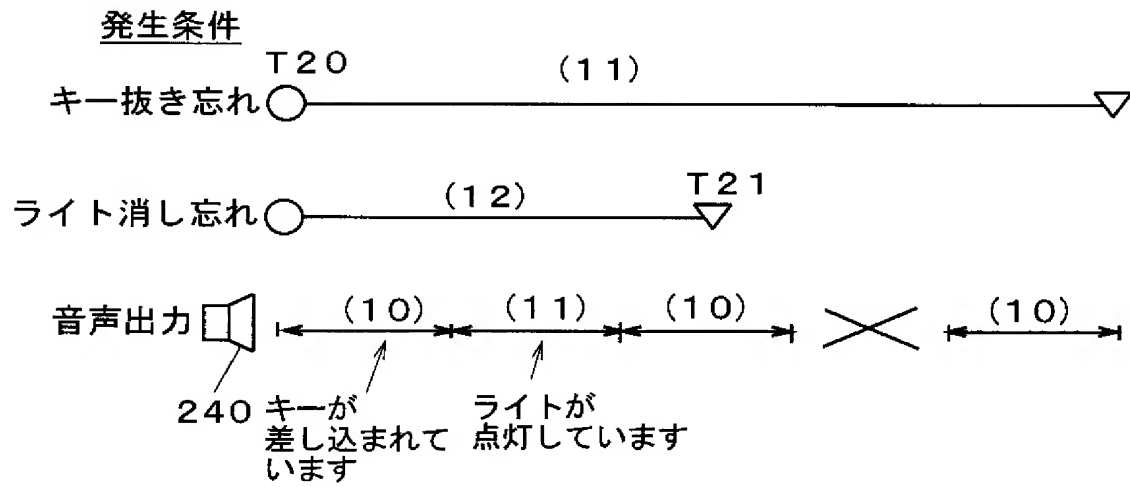 発生条件
T20
(11)
キー抜き忘れ
T21
(12)
ライト消し忘れ
音声出力
(10)
(11)
(10)
(10)
240
キーが
差し込まれて
います
ライトが
点灯しています